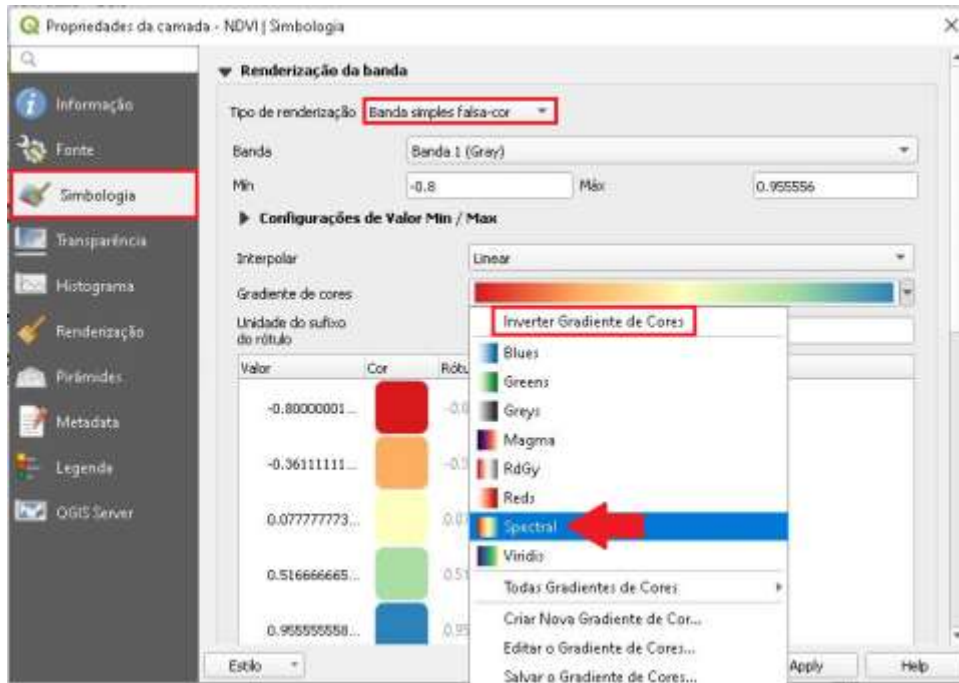 Propriedades da camada - NDVI | Simbologia
Informação
Fonte
Simbologia
Transparência
Histograma
Renderização
Pirâmides
Metadata
Legenda
QGIS Server
Renderização da banda
Tipo de renderização Banda simples falsa-cor
Banda Banda 1 (Gray)
Mín -0.8 Máx 0.955556
Configurações de Valor Min / Max
Interpolar Linear
Gradiente de cores
Unidade do sufixo
do rótulo
Valor Cor Rótu
-0.80000001...
-0.36111111...
0.077777773...
0.516666665...
0.955555558...
Inverter Gradiente de Cores
Blues
Greens
Greys
Magma
RdGy
Reds
Spectral
Viridis
Todas Gradientes de Cores
Criar Nova Gradiente de Cor...
Editar o Gradiente de Cores...
Salvar o Gradiente de Cores...
Estilo Apply Help